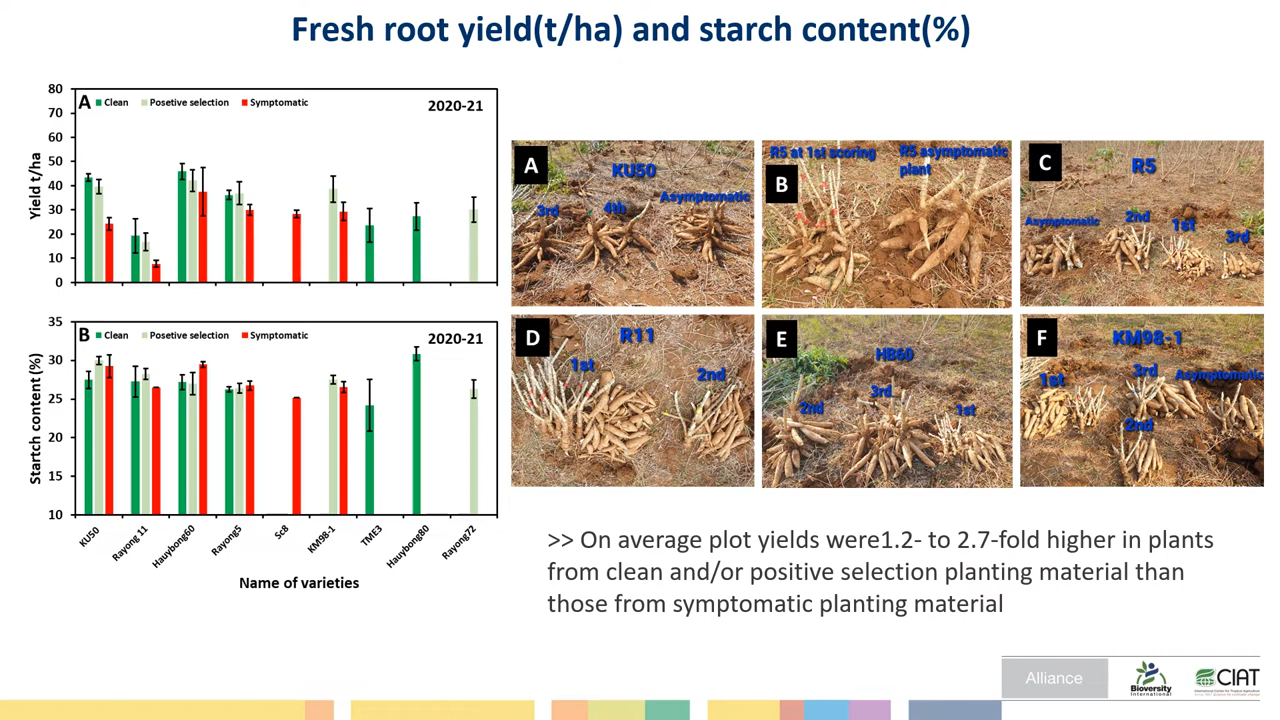 Fresh root yield(t/ha) and starch content(%)
80
70
60
50
40
30
20
10
0
Yield t/ha
A
Clean
Posetive selection
Symptomatic
2020-21
35
30
25
20
15
10
Startch content (%)
B
Clean
Posetive selection
Symptomatic
2020-21
KU50
Rayong 11
Hauybong60
Rayong5
Sc8
KM98-1
TME3
Hauybong80
Rayong72
Name of varieties
A
KU50
3rd
4th
Asymptomatic
B
R5 at 1st scoring
R5 asymptomatic
plant
C
R5
Asymptomatic
2nd
1st
3rd
D
R11
1st
2nd
E
HB60
2nd
3rd
1st
F
KM98-1
1st
3rd
Asymptomatic
2nd
>> On average plot yields were1.2- to 2.7-fold higher in plants
from clean and/or positive selection planting material than
those from symptomatic planting material
Alliance
Bioversity
International
CIAT
International Center for Tropical Agriculture